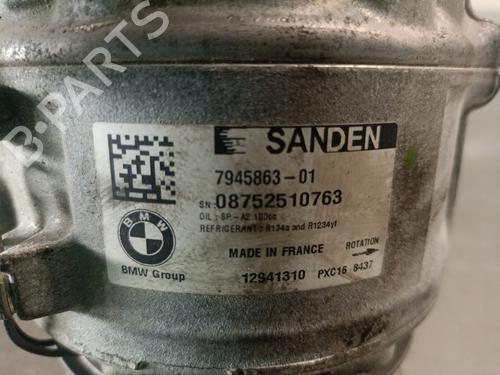 B-PARTS
SANDEN
7945863-01
SN 08752510763
OIL : SP-A2 130cc
REFRIGERANT : R134a and R1234yf
BMW
MADE IN FRANCE
ROTATION
BMW Group
12941310 PXC16 8437